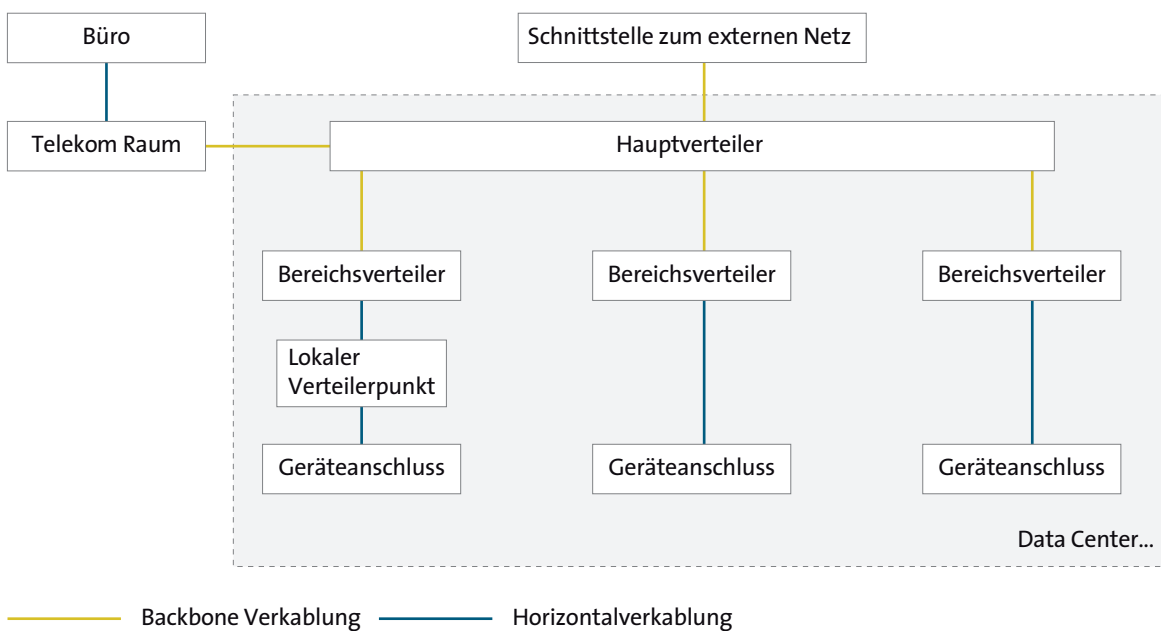 Büro
Schnittstelle zum externen Netz
Telekom Raum
Hauptverteiler
Bereichsverteiler
Bereichsverteiler
Bereichsverteiler
Lokaler
Verteilerpunkt
Geräteanschluss
Geräteanschluss
Geräteanschluss
Data Center...
Backbone Verkablung
Horizontalverkablung